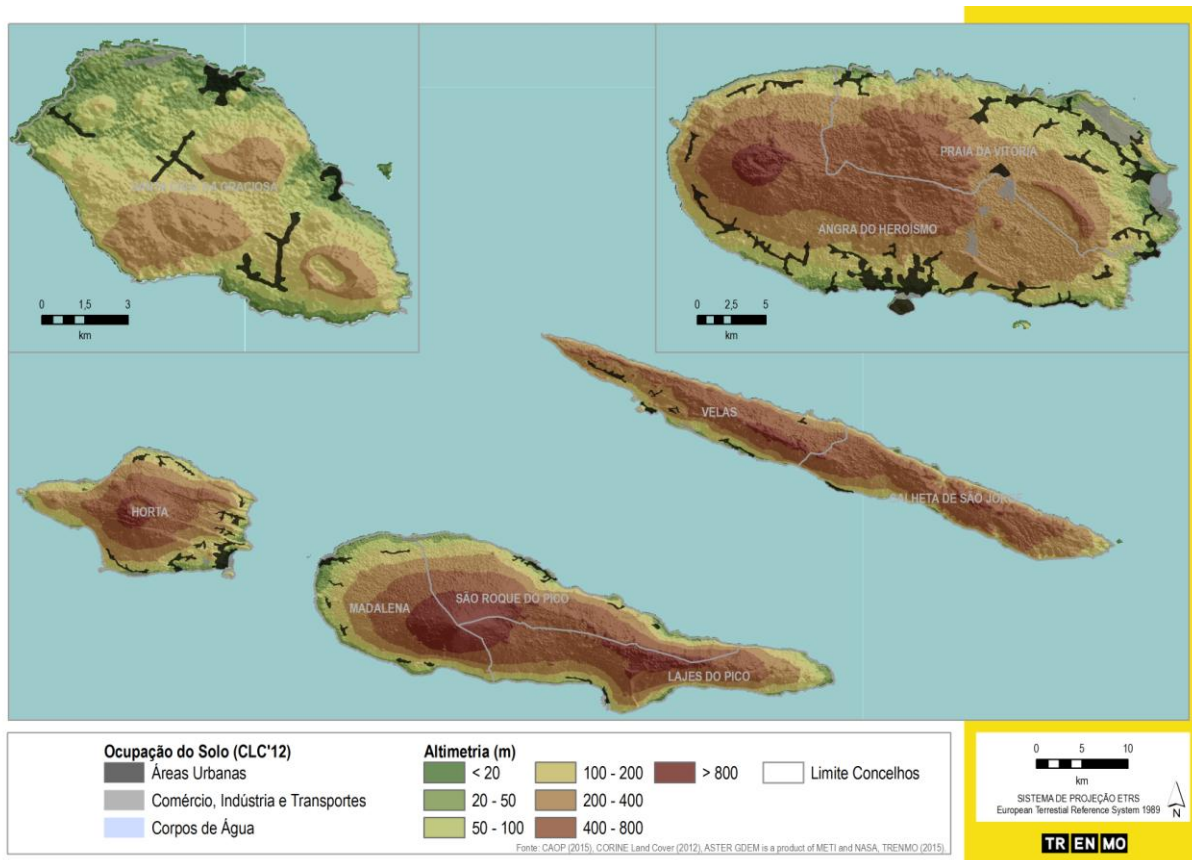 SANTA CRUZ DA GRACIOSA
0 1,5 3
km
PRAIA DA VITÓRIA
ANGRA DO HEROÍSMO
0 2,5 5
km
VELAS
CALHETA DE SÃO JORGE
HORTA
MADALENA
SÃO ROQUE DO PICO
LAJES DO PICO
Ocupação do Solo (CLC'12)
Áreas Urbanas
Comércio, Indústria e Transportes
Corpos de Água
Altimetria (m)
< 20
20 - 50
50 - 100
100 - 200
200 - 400
400 - 800
> 800
Limite Concelhos
Fonte: CAOP (2015), CORINE Land Cover (2012), ASTER GDEM is a product of METI and NASA, TRENMO (2015).
0 5 10
km
SISTEMA DE PROJEÇÃO ETRS
European Terrestial Reference System 1989
N
TRENMO